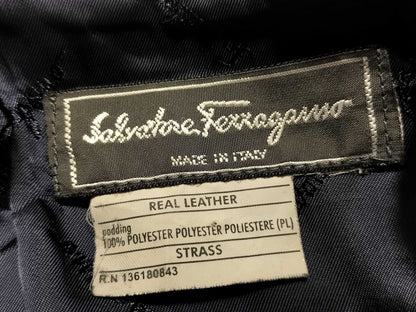 Salvatore Ferragamo
MADE IN ITALY
REAL LEATHER
padding
100% POLYESTER POLYESTER POLIESTERE (PL)
STRASS
R.N 136180843